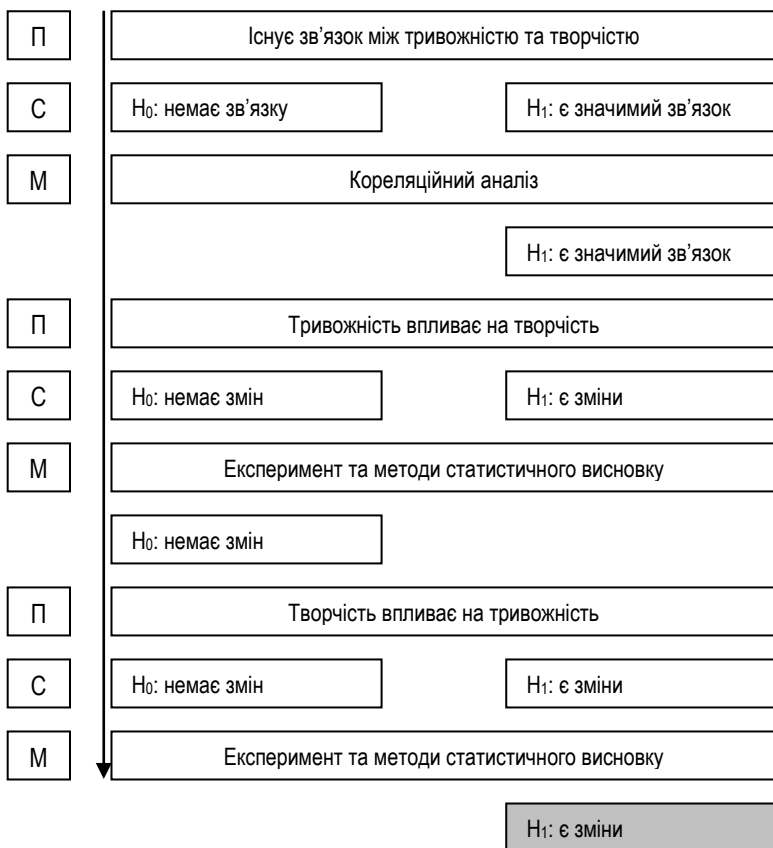 П
Існує зв’язок між тривожністю та творчістю
С
H₀: немає зв’язку
H₁: є значимий зв’язок
М
Кореляційний аналіз
H₁: є значимий зв’язок
П
Тривожність впливає на творчість
С
H₀: немає змін
H₁: є зміни
М
Експеримент та методи статистичного висновку
H₀: немає змін
П
Творчість впливає на тривожність
С
H₀: немає змін
H₁: є зміни
М
Експеримент та методи статистичного висновку
H₁: є зміни